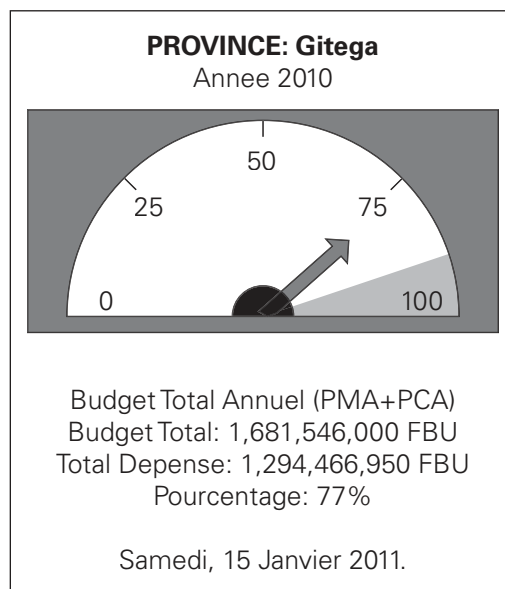 PROVINCE: Gitega
Annee 2010
50
25
75
0
100
Budget Total Annuel (PMA+PCA)
Budget Total: 1,681,546,000 FBU
Total Depense: 1,294,466,950 FBU
Pourcentage: 77%
Samedi, 15 Janvier 2011.